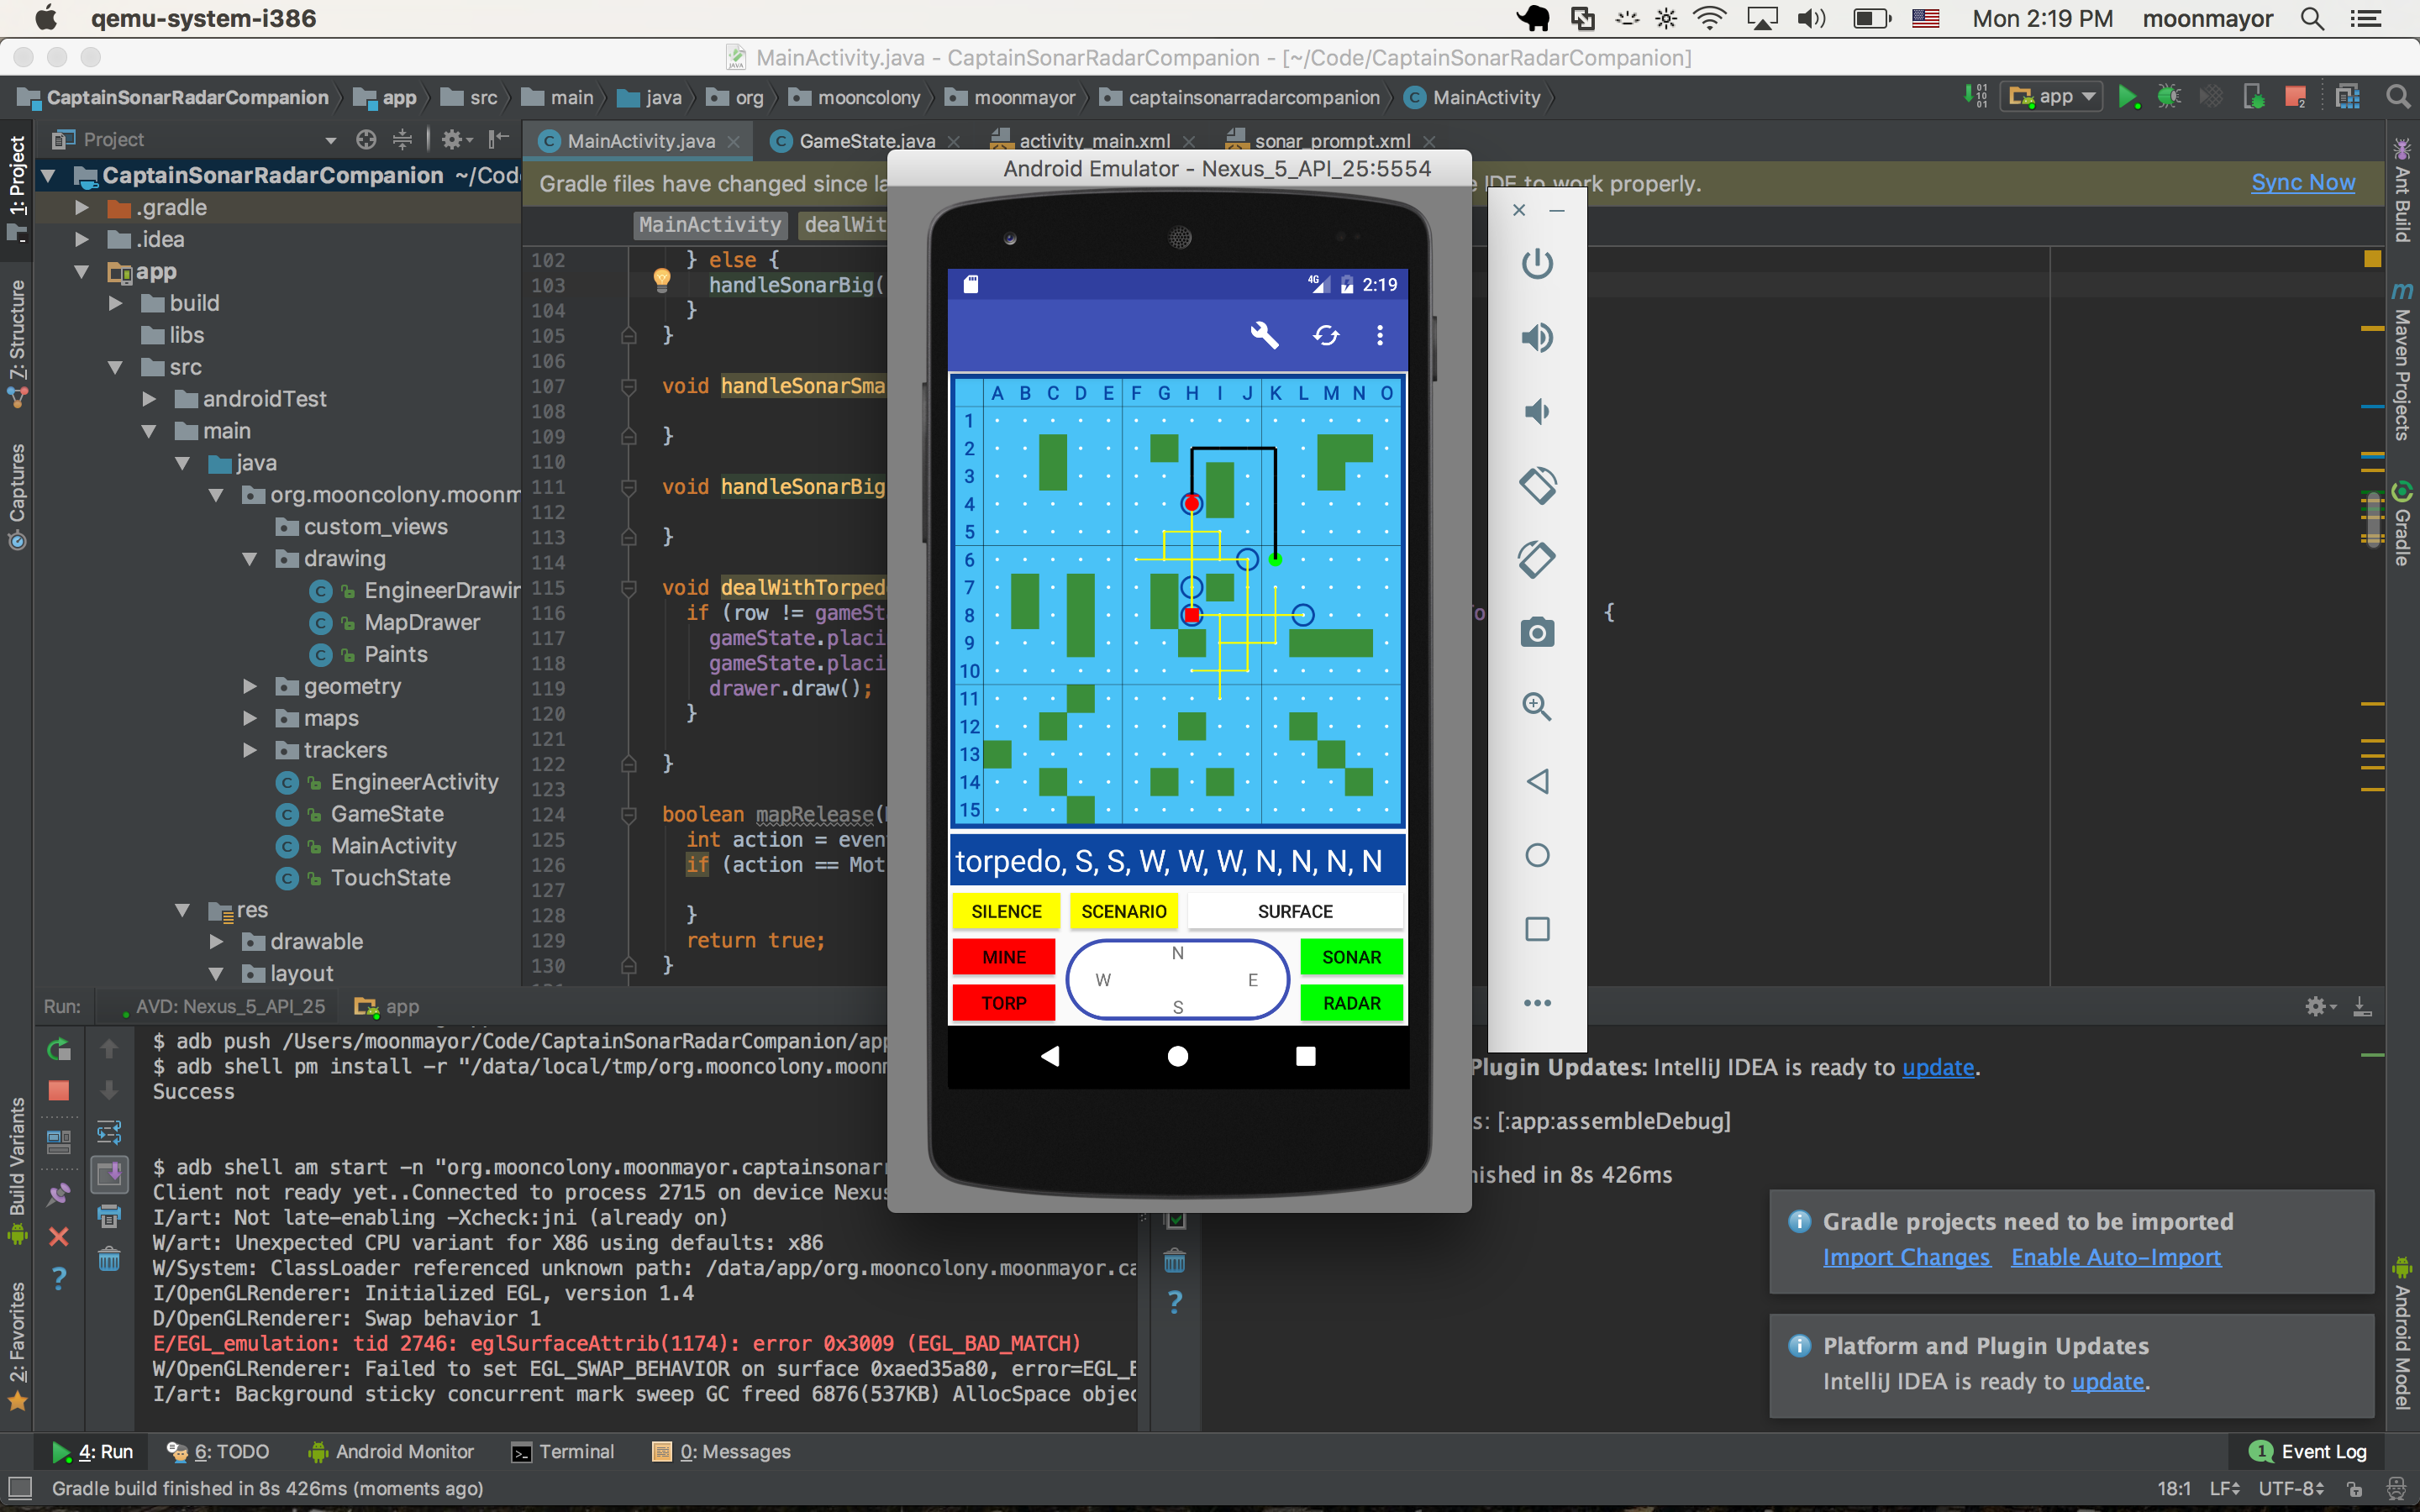 qemu-system-i386
Mon 2:19 PM moonmayor
MainActivity.java - CaptainSonarRadarCompanion - [~/Code/CaptainSonarRadarCompanion]
CaptainSonarRadarCompanion app src main java org mooncolony moonmayor captainsonarradarcompanion MainActivity
app
Project
MainActivity.java GameState.java activity_main.xml sonar_prompt.xml
CaptainSonarRadarCompanion ~/Cod
.gradle
.idea
app
build
libs
src
androidTest
main
java
org.mooncolony.moonm
custom_views
drawing
EngineerDrawin
MapDrawer
Paints
geometry
maps
trackers
EngineerActivity
GameState
MainActivity
TouchState
res
drawable
layout
1: Project
7: Structure
Captures
Build Variants
2: Favorites
Gradle files have changed since la
IDE to work properly.
Sync Now
MainActivity dealWit
102 } else {
103 handleSonarBig(
104 }
105 }
106
107 void handleSonarSma
108
109 }
110
111 void handleSonarBig
112
113 }
114
115 void dealWithTorped
116 if (row != gameSt
{
117 gameState.placi
118 gameState.placi
119 drawer.draw();
120 }
121
122 }
123
124 boolean mapRelease(
125 int action = even
126 if (action == Mot
127
128 }
129 return true;
130 }
Android Emulator - Nexus_5_API_25:5554
4G 2:19
A B C D E F G H I J K L M N O
1
2
3
4
5
6
7
8
9
10
11
12
13
14
15
torpedo, S, S, W, W, W, N, N, N, N
SILENCE SCENARIO SURFACE
MINE N SONAR
W E
TORP S RADAR
Ant Build
Maven Projects
Gradle
Android Model
Run: AVD: Nexus_5_API_25 app
$ adb push /Users/moonmayor/Code/CaptainSonarRadarCompanion/app
$ adb shell pm install -r "/data/local/tmp/org.mooncolony.moonm
Success
$ adb shell am start -n "org.mooncolony.moonmayor.captainsonarr
Client not ready yet..Connected to process 2715 on device Nexus
I/art: Not late-enabling -Xcheck:jni (already on)
W/art: Unexpected CPU variant for X86 using defaults: x86
W/System: ClassLoader referenced unknown path: /data/app/org.mooncolony.moonmayor.ca
I/OpenGLRenderer: Initialized EGL, version 1.4
D/OpenGLRenderer: Swap behavior 1
E/EGL_emulation: tid 2746: eglSurfaceAttrib(1174): error 0x3009 (EGL_BAD_MATCH)
W/OpenGLRenderer: Failed to set EGL_SWAP_BEHAVIOR on surface 0xaed35a80, error=EGL_B
I/art: Background sticky concurrent mark sweep GC freed 6876(537KB) AllocSpace objec
Plugin Updates: IntelliJ IDEA is ready to update.
s: [:app:assembleDebug]
nished in 8s 426ms
Gradle projects need to be imported
Import Changes Enable Auto-Import
Platform and Plugin Updates
IntelliJ IDEA is ready to update.
4: Run 6: TODO Android Monitor Terminal 0: Messages
1 Event Log
Gradle build finished in 8s 426ms (moments ago)
18:1 LF UTF-8